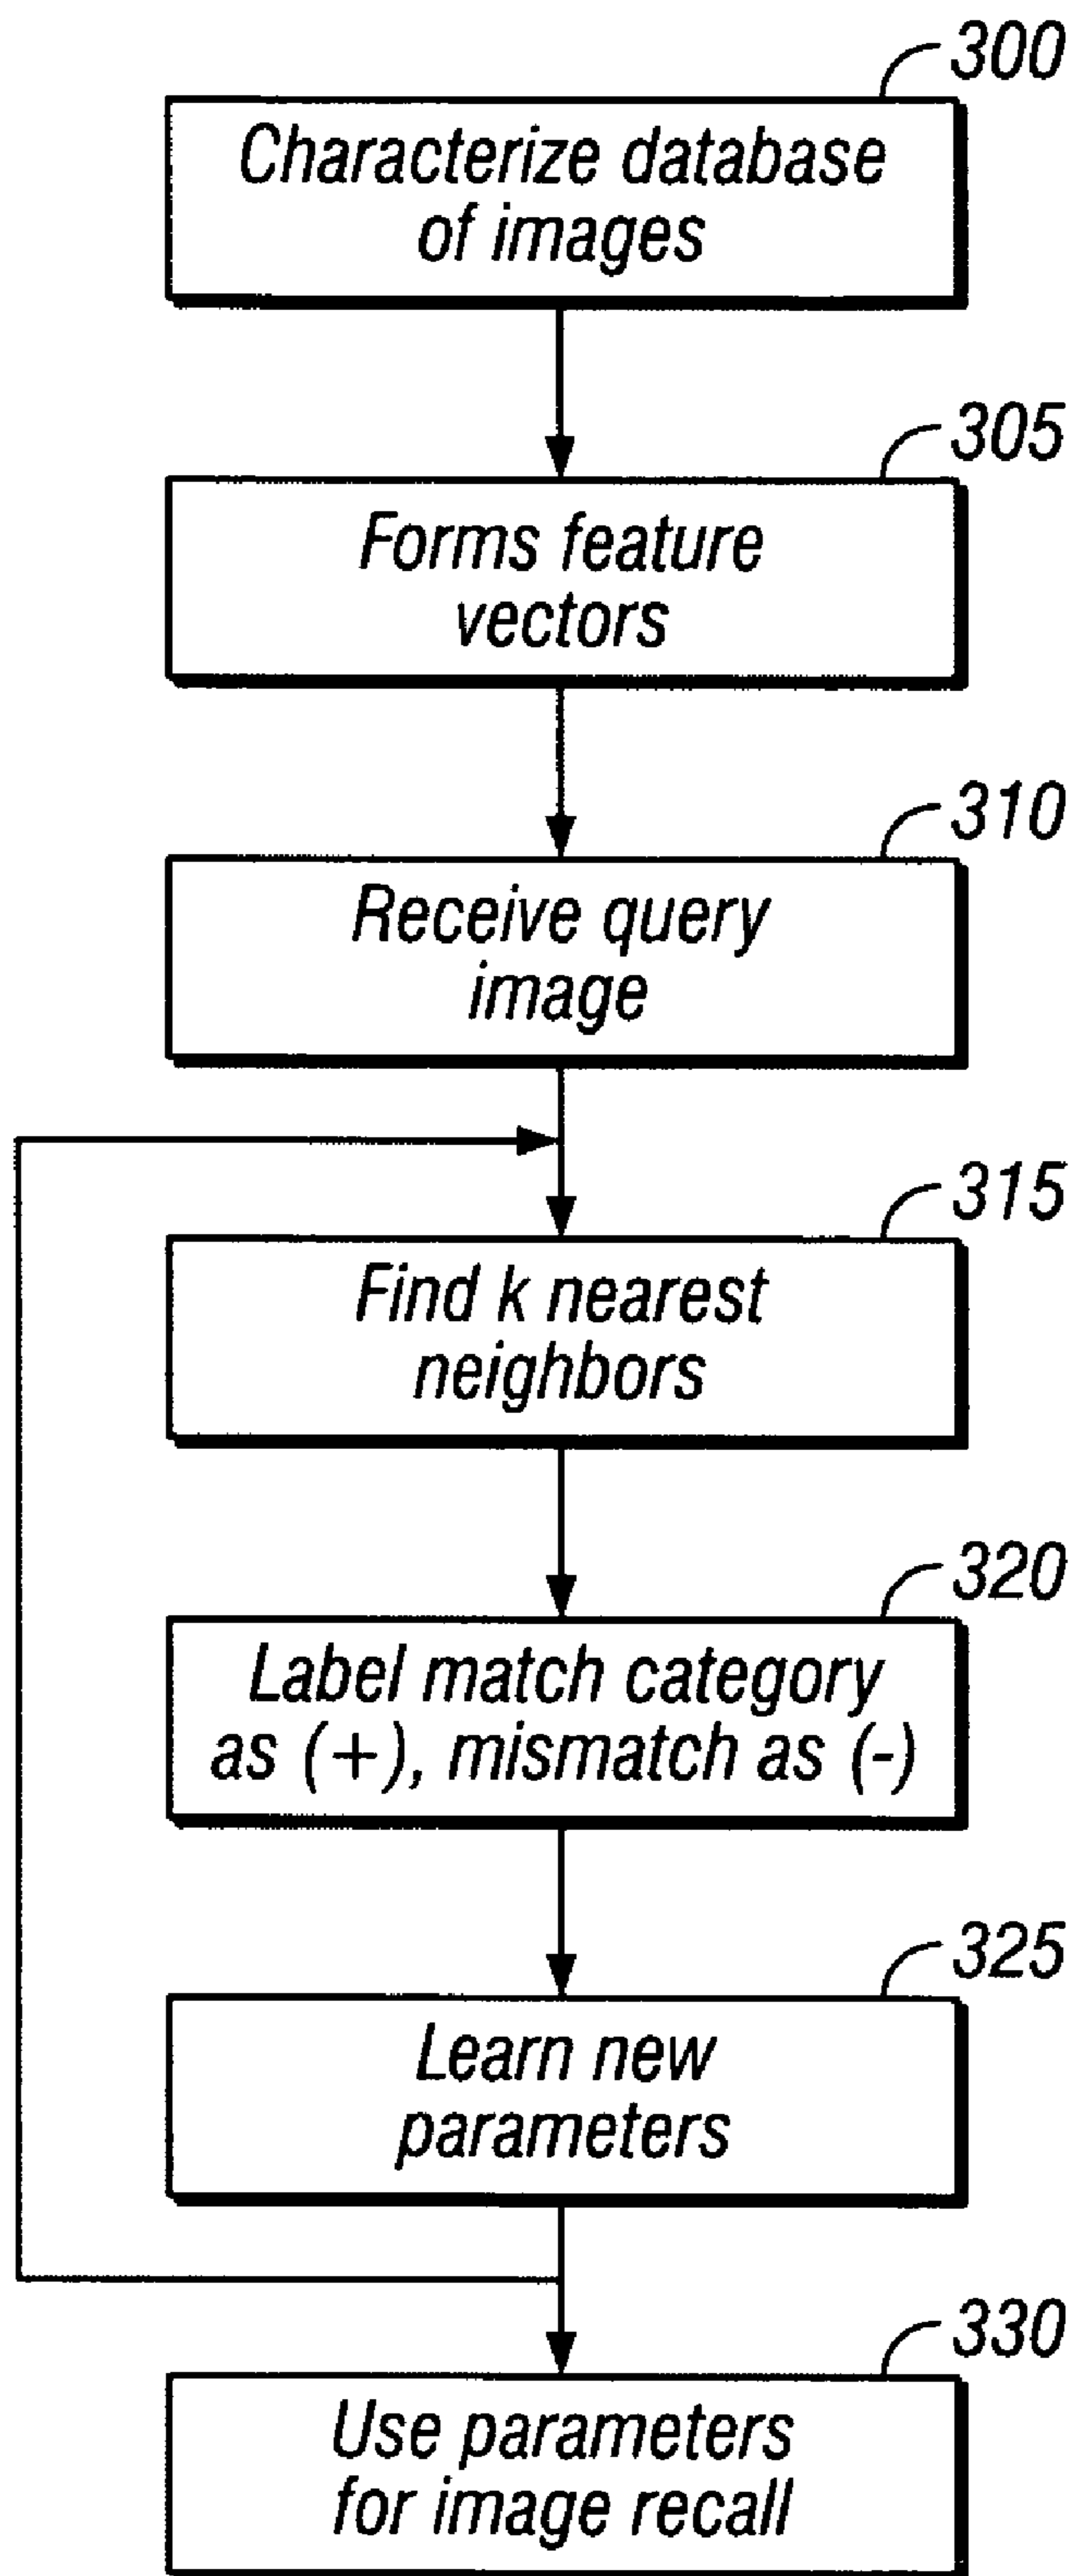 300
Characterize database
of images
305
Forms feature
vectors
310
Receive query
image
315
Find k nearest
neighbors
320
Label match category
as (+), mismatch as (-)
325
Learn new
parameters
330
Use parameters
for image recall